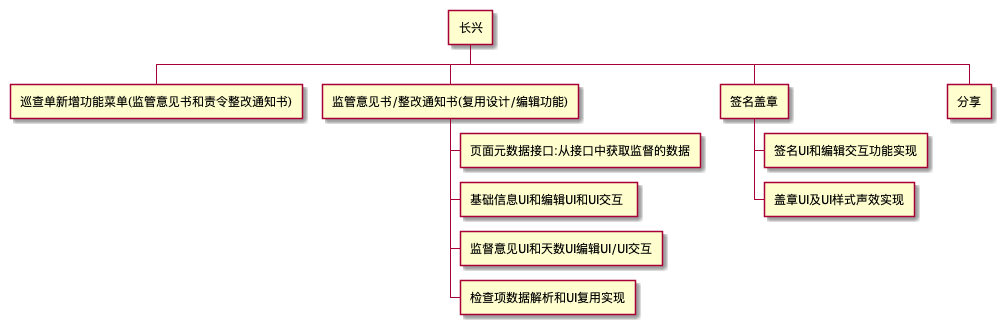 长兴
巡查单新增功能菜单(监管意见书和责令整改通知书)
监管意见书/整改通知书(复用设计/编辑功能)
签名盖章
分享
页面元数据接口:从接口中获取监督的数据
基础信息UI和编辑UI和UI交互
监督意见UI和天数UI编辑UI/UI交互
检查项数据解析和UI复用实现
签名UI和编辑交互功能实现
盖章UI及UI样式声效实现